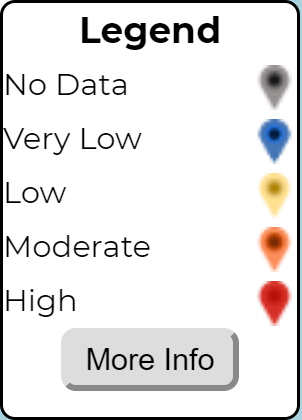 Legend
No Data
Very Low
Low
Moderate
High
More Info